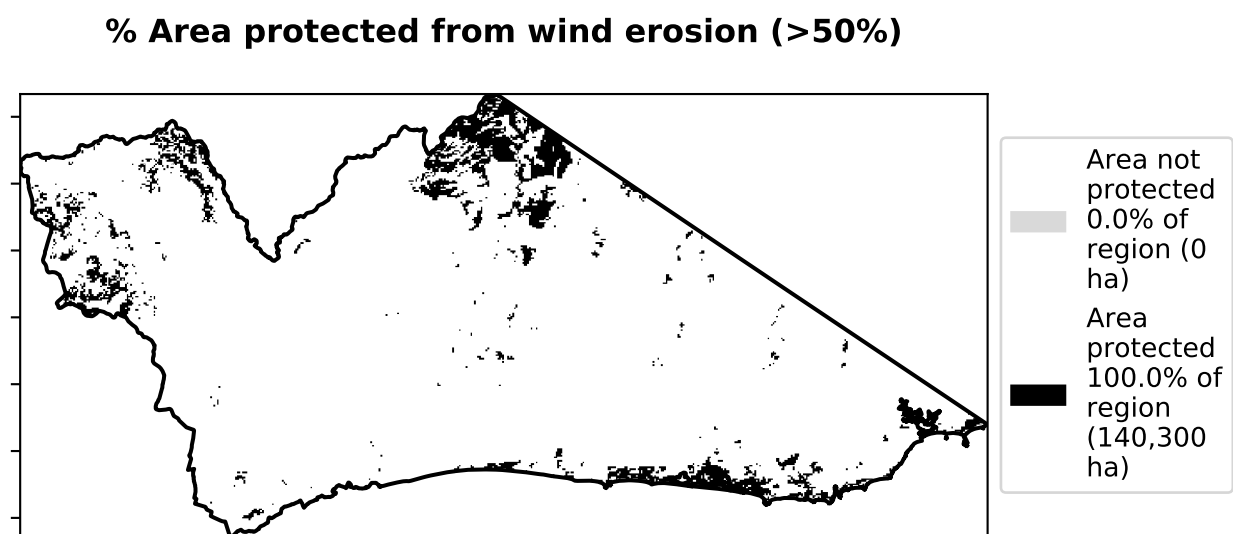 % Area protected from wind erosion (>50%)
Area not
protected
0.0% of
region (0
ha)
Area
protected
100.0% of
region
(140,300
ha)